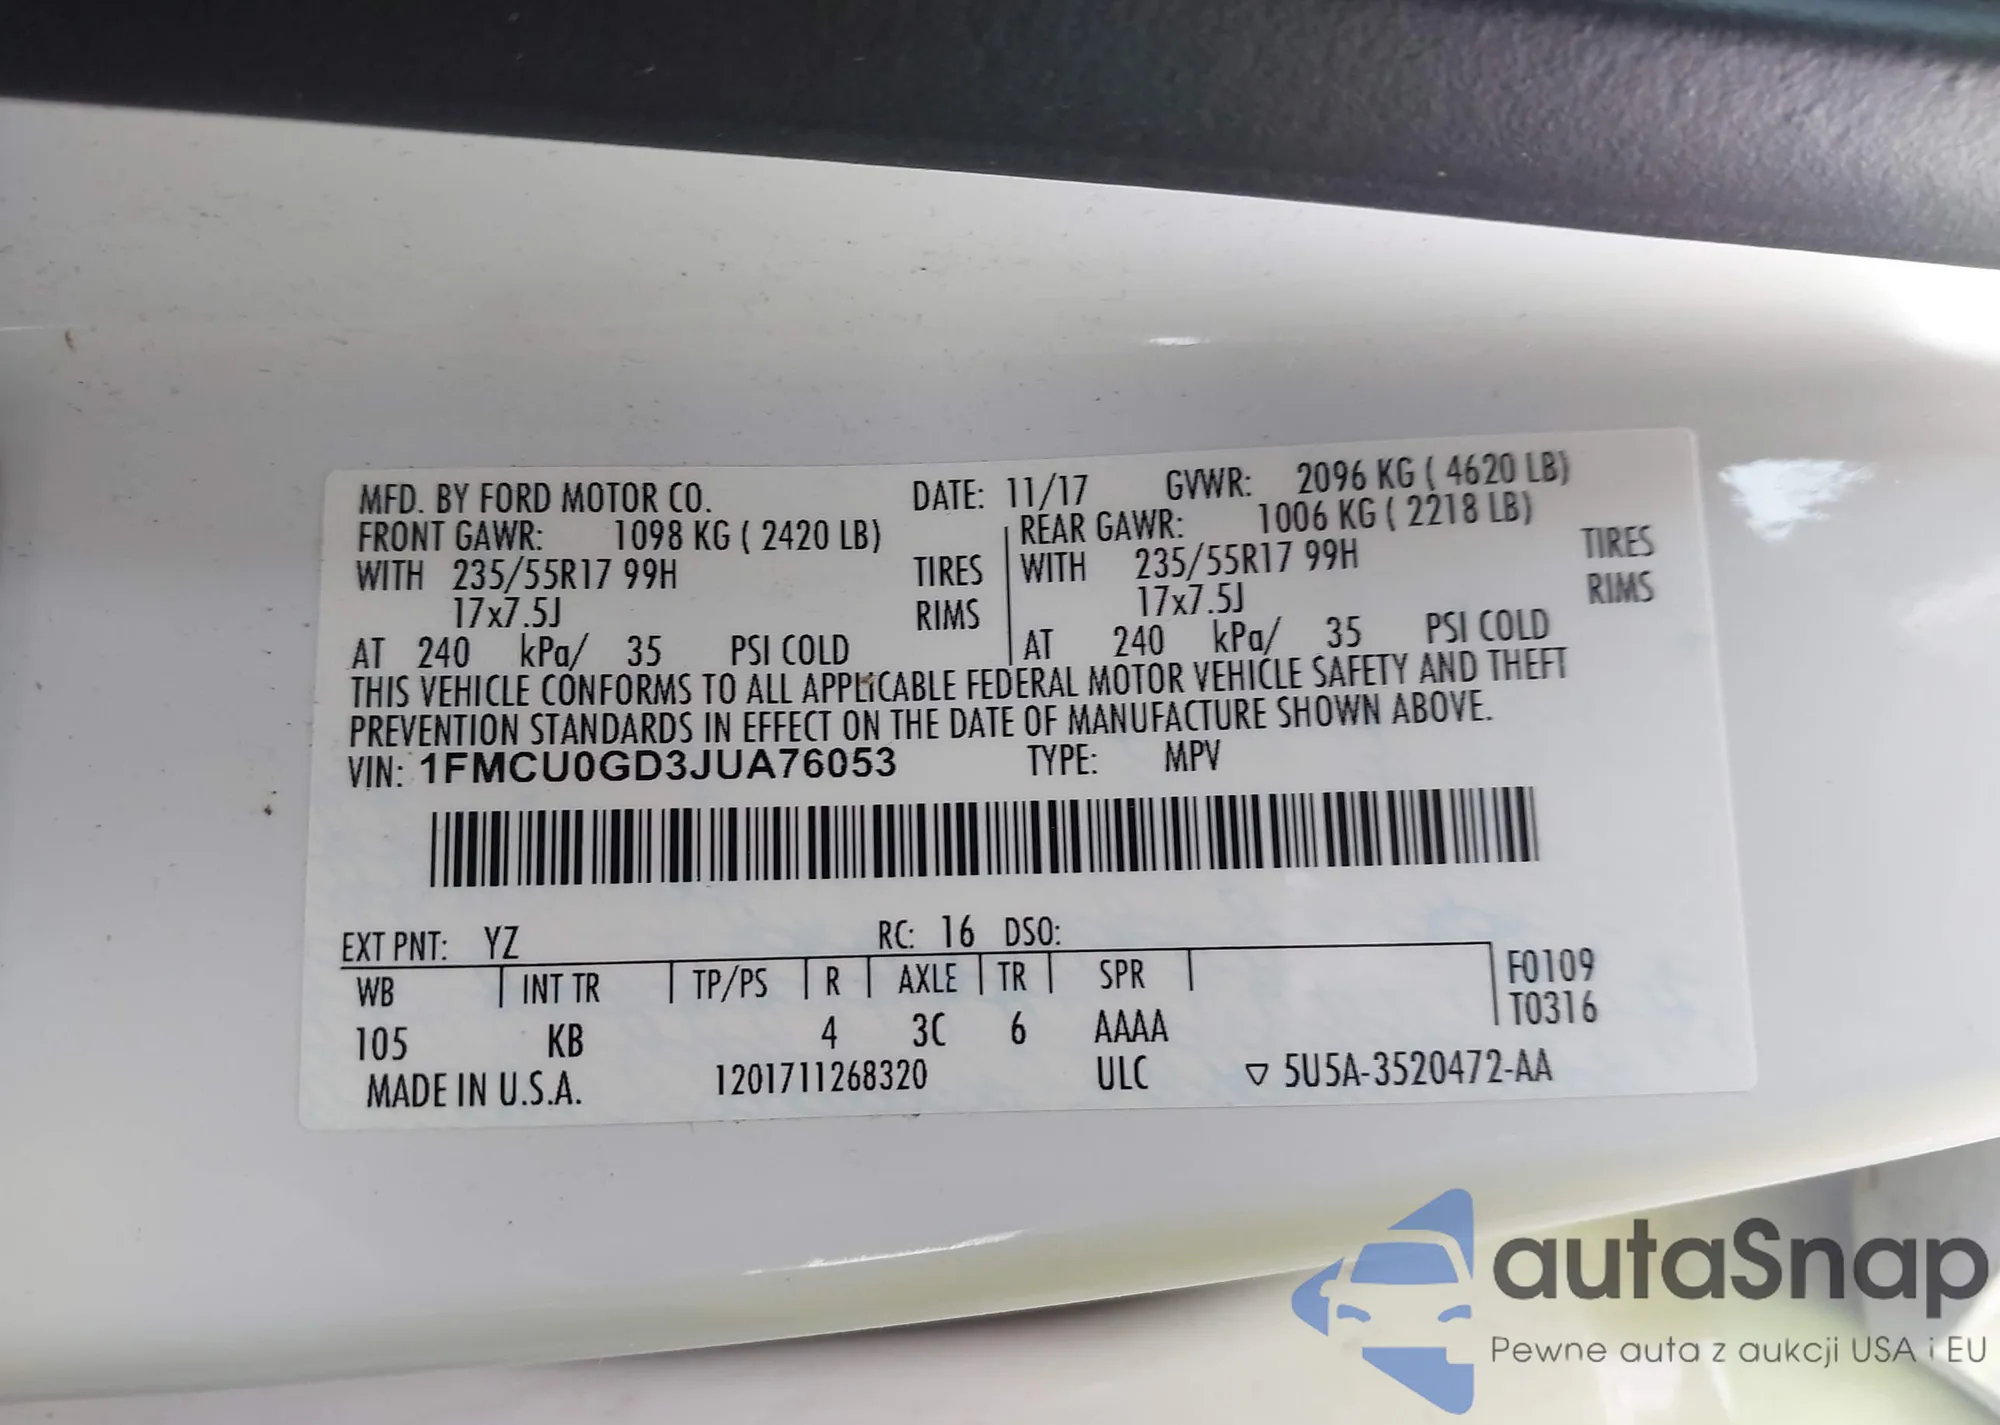 MFD. BY FORD MOTOR CO. DATE: 11/17 GVWR: 2096 KG ( 4620 LB)
FRONT GAWR: 1098 KG ( 2420 LB) REAR GAWR: 1006 KG ( 2218 LB)
WITH 235/55R17 99H TIRES WITH 235/55R17 99H TIRES
17x7.5J RIMS 17x7.5J RIMS
AT 240 kPa/ 35 PSI COLD AT 240 kPa/ 35 PSI COLD
THIS VEHICLE CONFORMS TO ALL APPLICABLE FEDERAL MOTOR VEHICLE SAFETY AND THEFT
PREVENTION STANDARDS IN EFFECT ON THE DATE OF MANUFACTURE SHOWN ABOVE.
VIN: 1FMCU0GD3JUA76053 TYPE: MPV
EXT PNT: YZ RC: 16 DSO:
WB INT TR TP/PS R AXLE TR SPR F0109
T0316
105 KB 4 3C 6 AAAA
MADE IN U.S.A. 1201711268320 ULC ▽ 5U5A-3520472-AA
autaSnap
Pewne auta z aukcji USA i EU